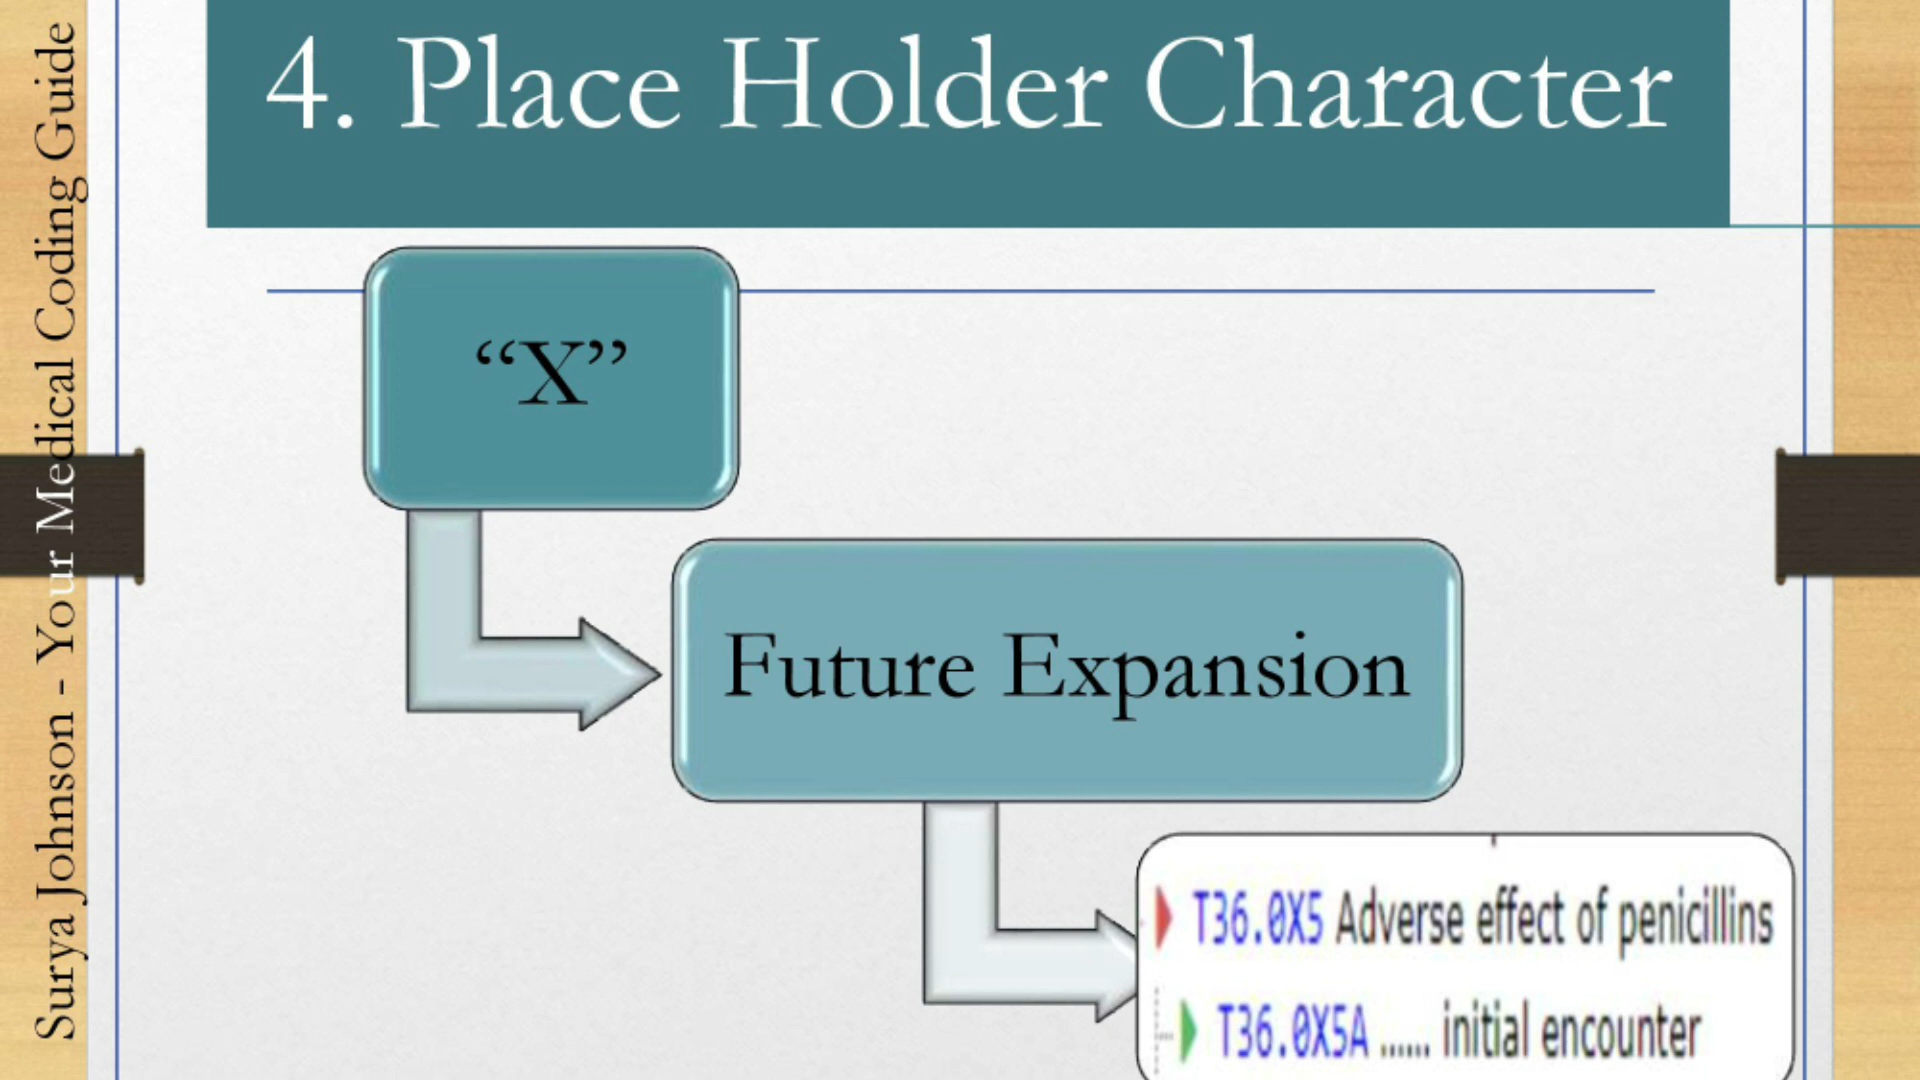 4. Place Holder Character
“X”
Future Expansion
T36.0X5 Adverse effect of penicillins
T36.0X5A ...... initial encounter
Surya Johnson - Your Medical Coding Guide